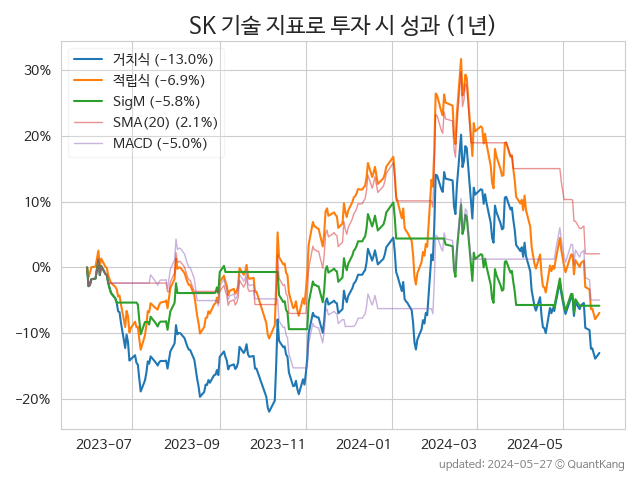 SK 기술 지표로 투자 시 성과 (1년)
거치식 (−13.0%)
적립식 (−6.9%)
SigM (−5.8%)
SMA(20) (2.1%)
MACD (−5.0%)
30%
20%
10%
0%
−10%
−20%
2023−07
2023−09
2023−11
2024−01
2024−03
2024−05
updated: 2024-05-27 © QuantKang